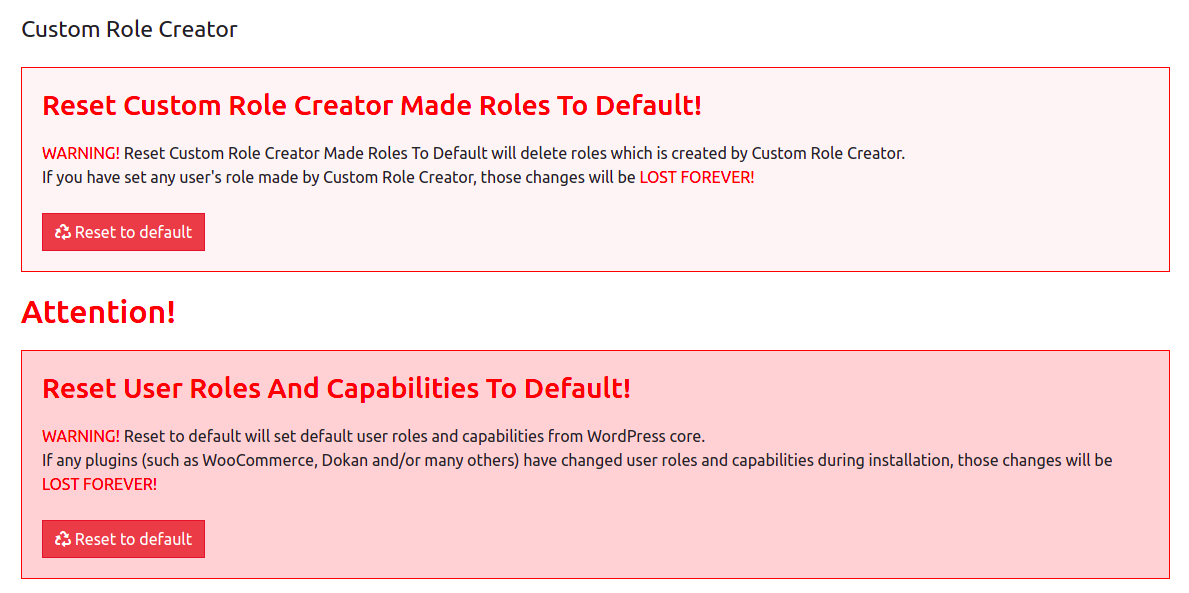 Custom Role Creator
Reset Custom Role Creator Made Roles To Default!
WARNING! Reset Custom Role Creator Made Roles To Default will delete roles which is created by Custom Role Creator.
If you have set any user's role made by Custom Role Creator, those changes will be LOST FOREVER!
Reset to default
Attention!
Reset User Roles And Capabilities To Default!
WARNING! Reset to default will set default user roles and capabilities from WordPress core.
If any plugins (such as WooCommerce, Dokan and/or many others) have changed user roles and capabilities during installation, those changes will be
LOST FOREVER!
Reset to default